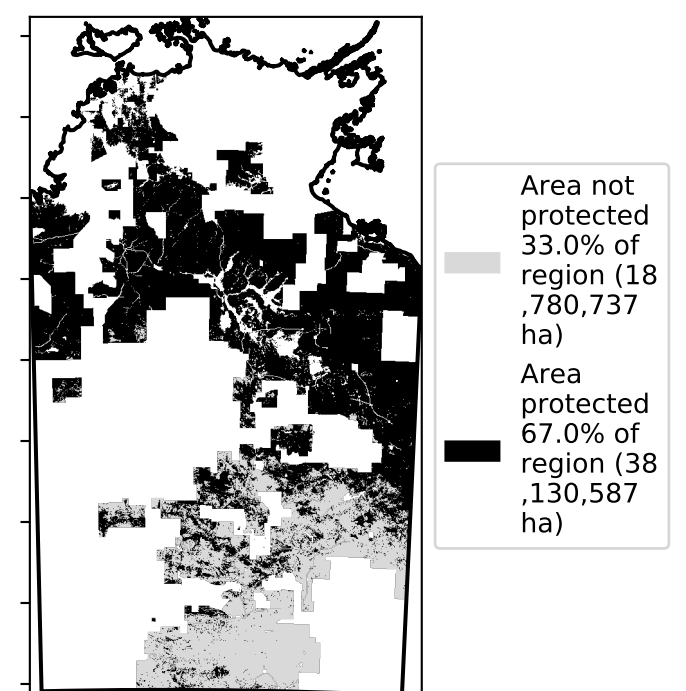 Area not
protected
33.0% of
region (18
,780,737
ha)
Area
protected
67.0% of
region (38
,130,587
ha)